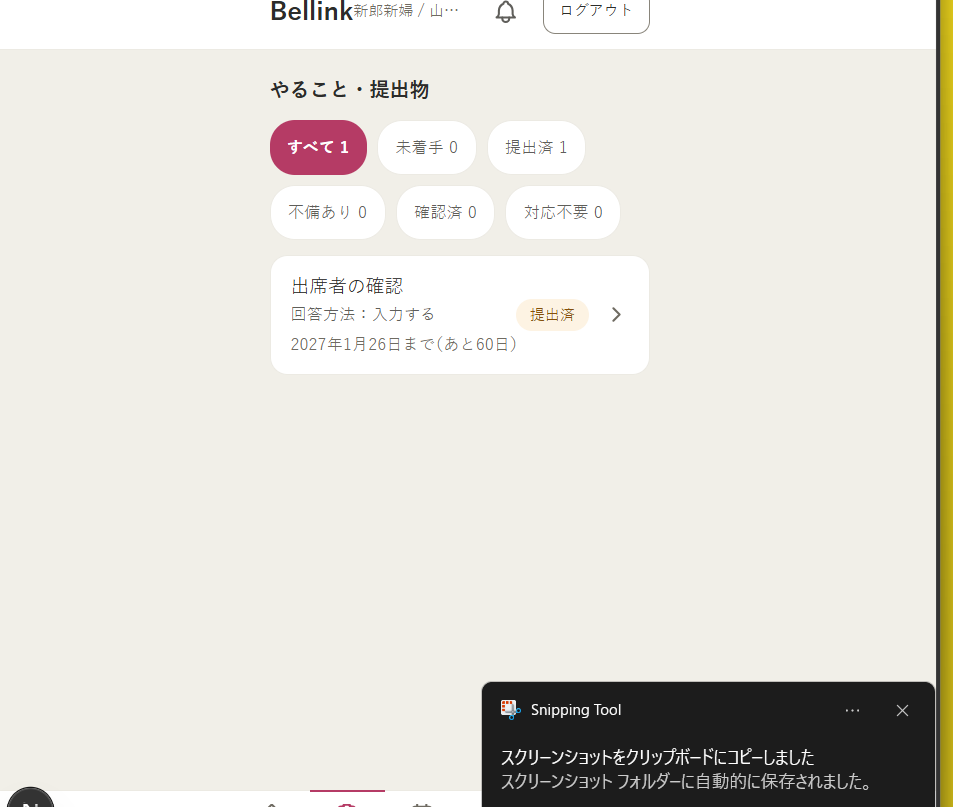 Bellink 新郎新婦 / 山…
ログアウト
やること・提出物
すべて 1
未着手 0
提出済 1
不備あり 0
確認済 0
対応不要 0
出席者の確認
回答方法：入力する
提出済
2027年1月26日まで（あと60日）
Snipping Tool
スクリーンショットをクリップボードにコピーしました
スクリーンショット フォルダーに自動的に保存されました。